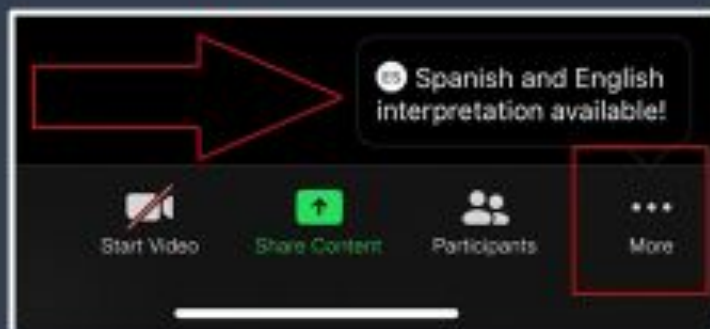 ES Spanish and English
interpretation available!
Start Video Share Content Participants More